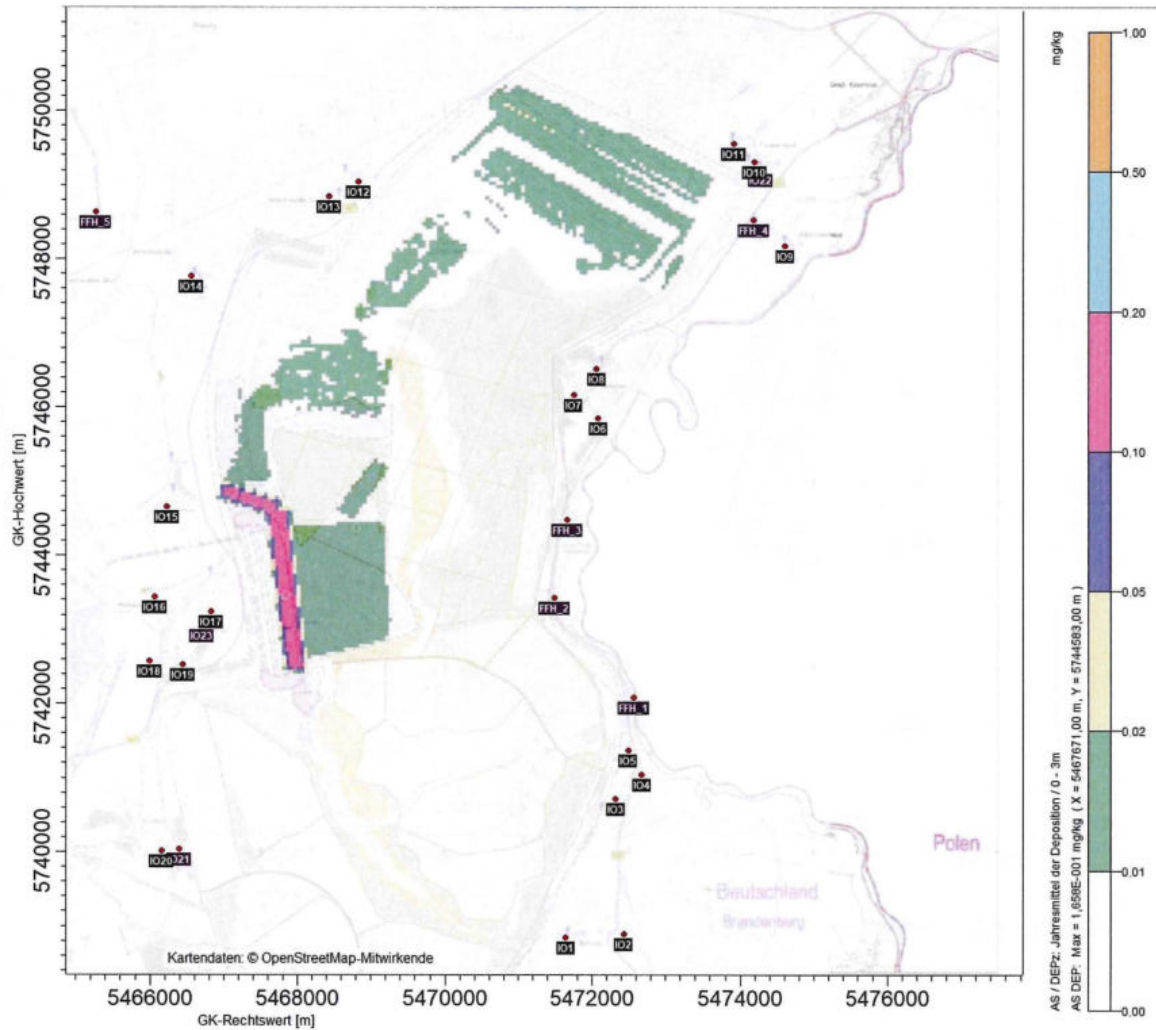 mg/kg
1.00
0.50
0.20
0.10
0.05
0.02
0.01
0.00
AS / DEPz: Jahresmittel der Deposition / 0 - 3m
AS DEP: Max = 1,658E-001 mg/kg ( X = 5467671,00 m, Y = 5744583,00 m )
GK-Hochwert [m]
5750000
5748000
5746000
5744000
5742000
5740000
IO11
IO10
IO22
IO12
IO13
FFH_5
FFH_4
IO9
IO14
IO8
IO7
IO6
IO15
FFH_3
IO16
FFH_2
IO17
IO23
IO18
IO19
FFH_1
IO5
IO4
IO3
IO20
O21
Polen
Deutschland
Brandenburg
IO1
IO2
Kartendaten: © OpenStreetMap-Mitwirkende
5466000
5468000
5470000
5472000
5474000
5476000
GK-Rechtswert [m]